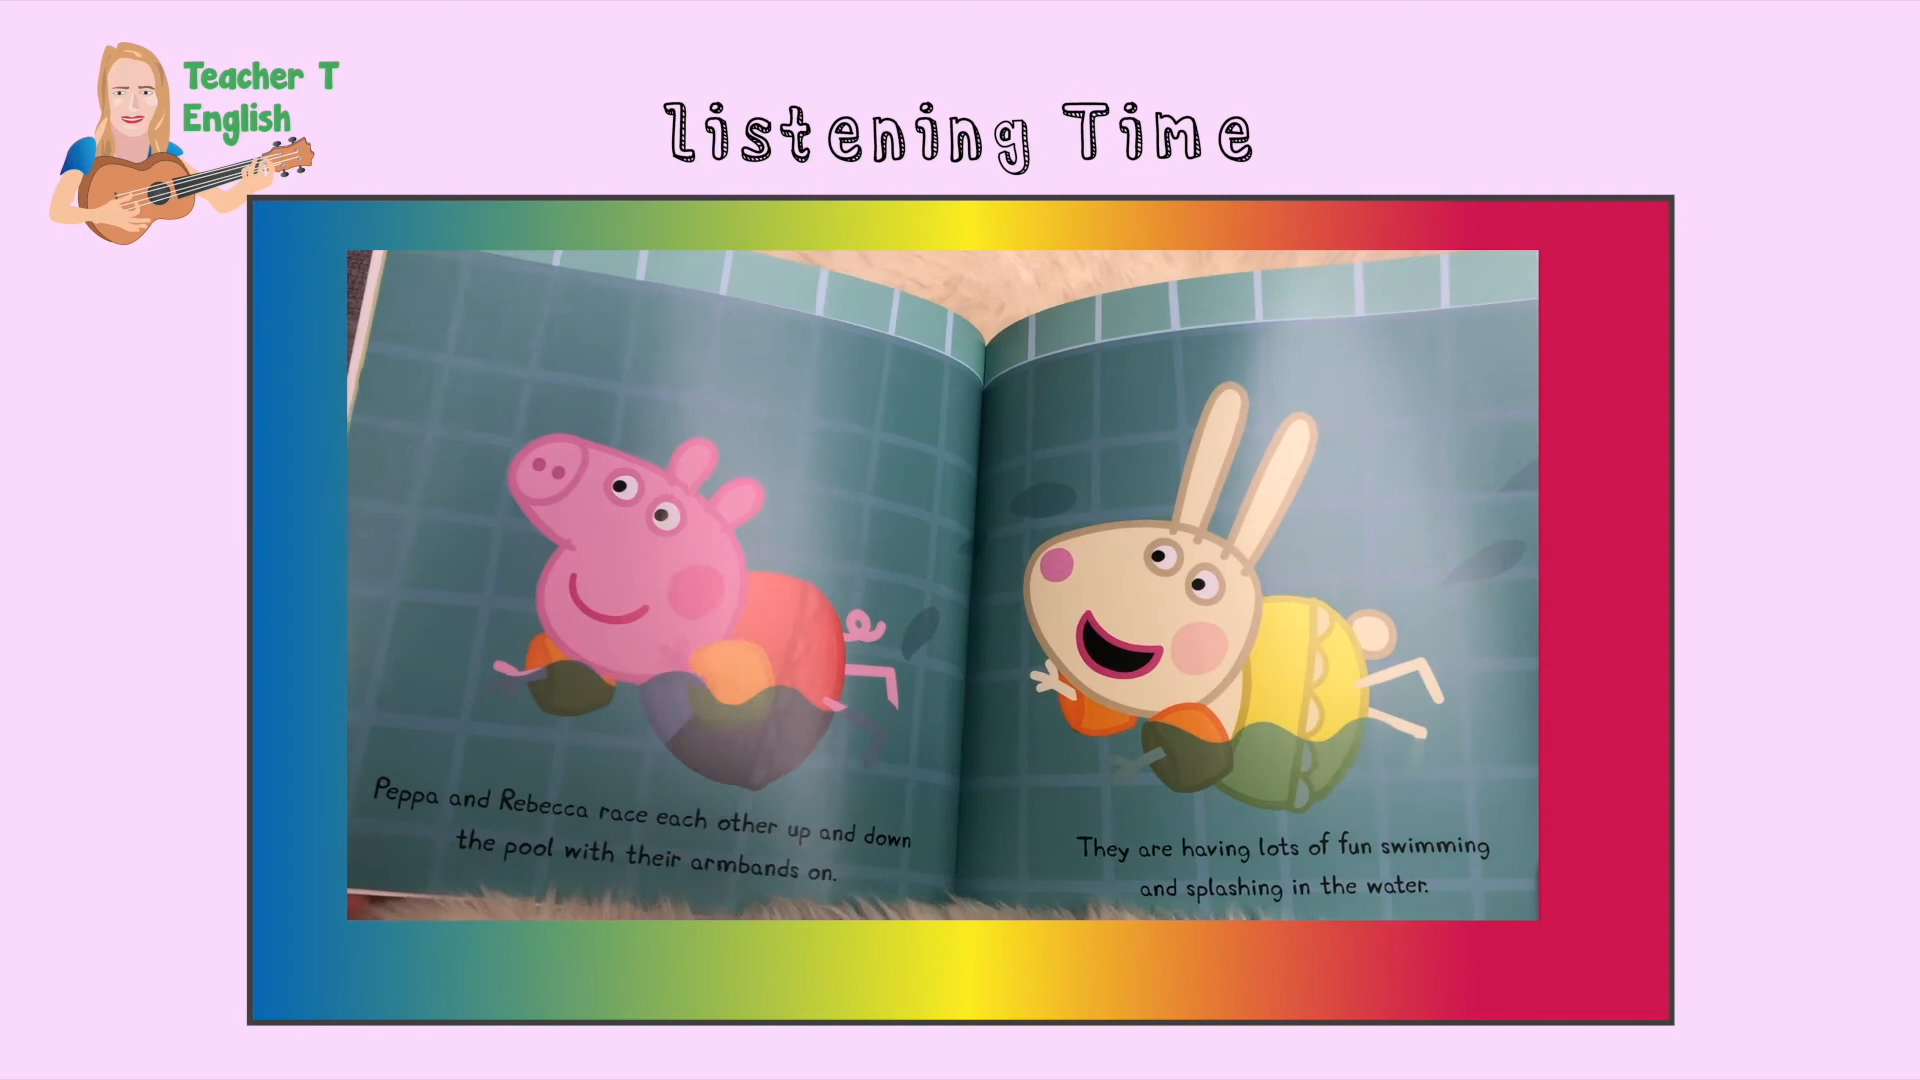 Teacher T
English
Listening Time
Peppa and Rebecca race each other up and down
the pool with their armbands on.
They are having lots of fun swimming
and splashing in the water.